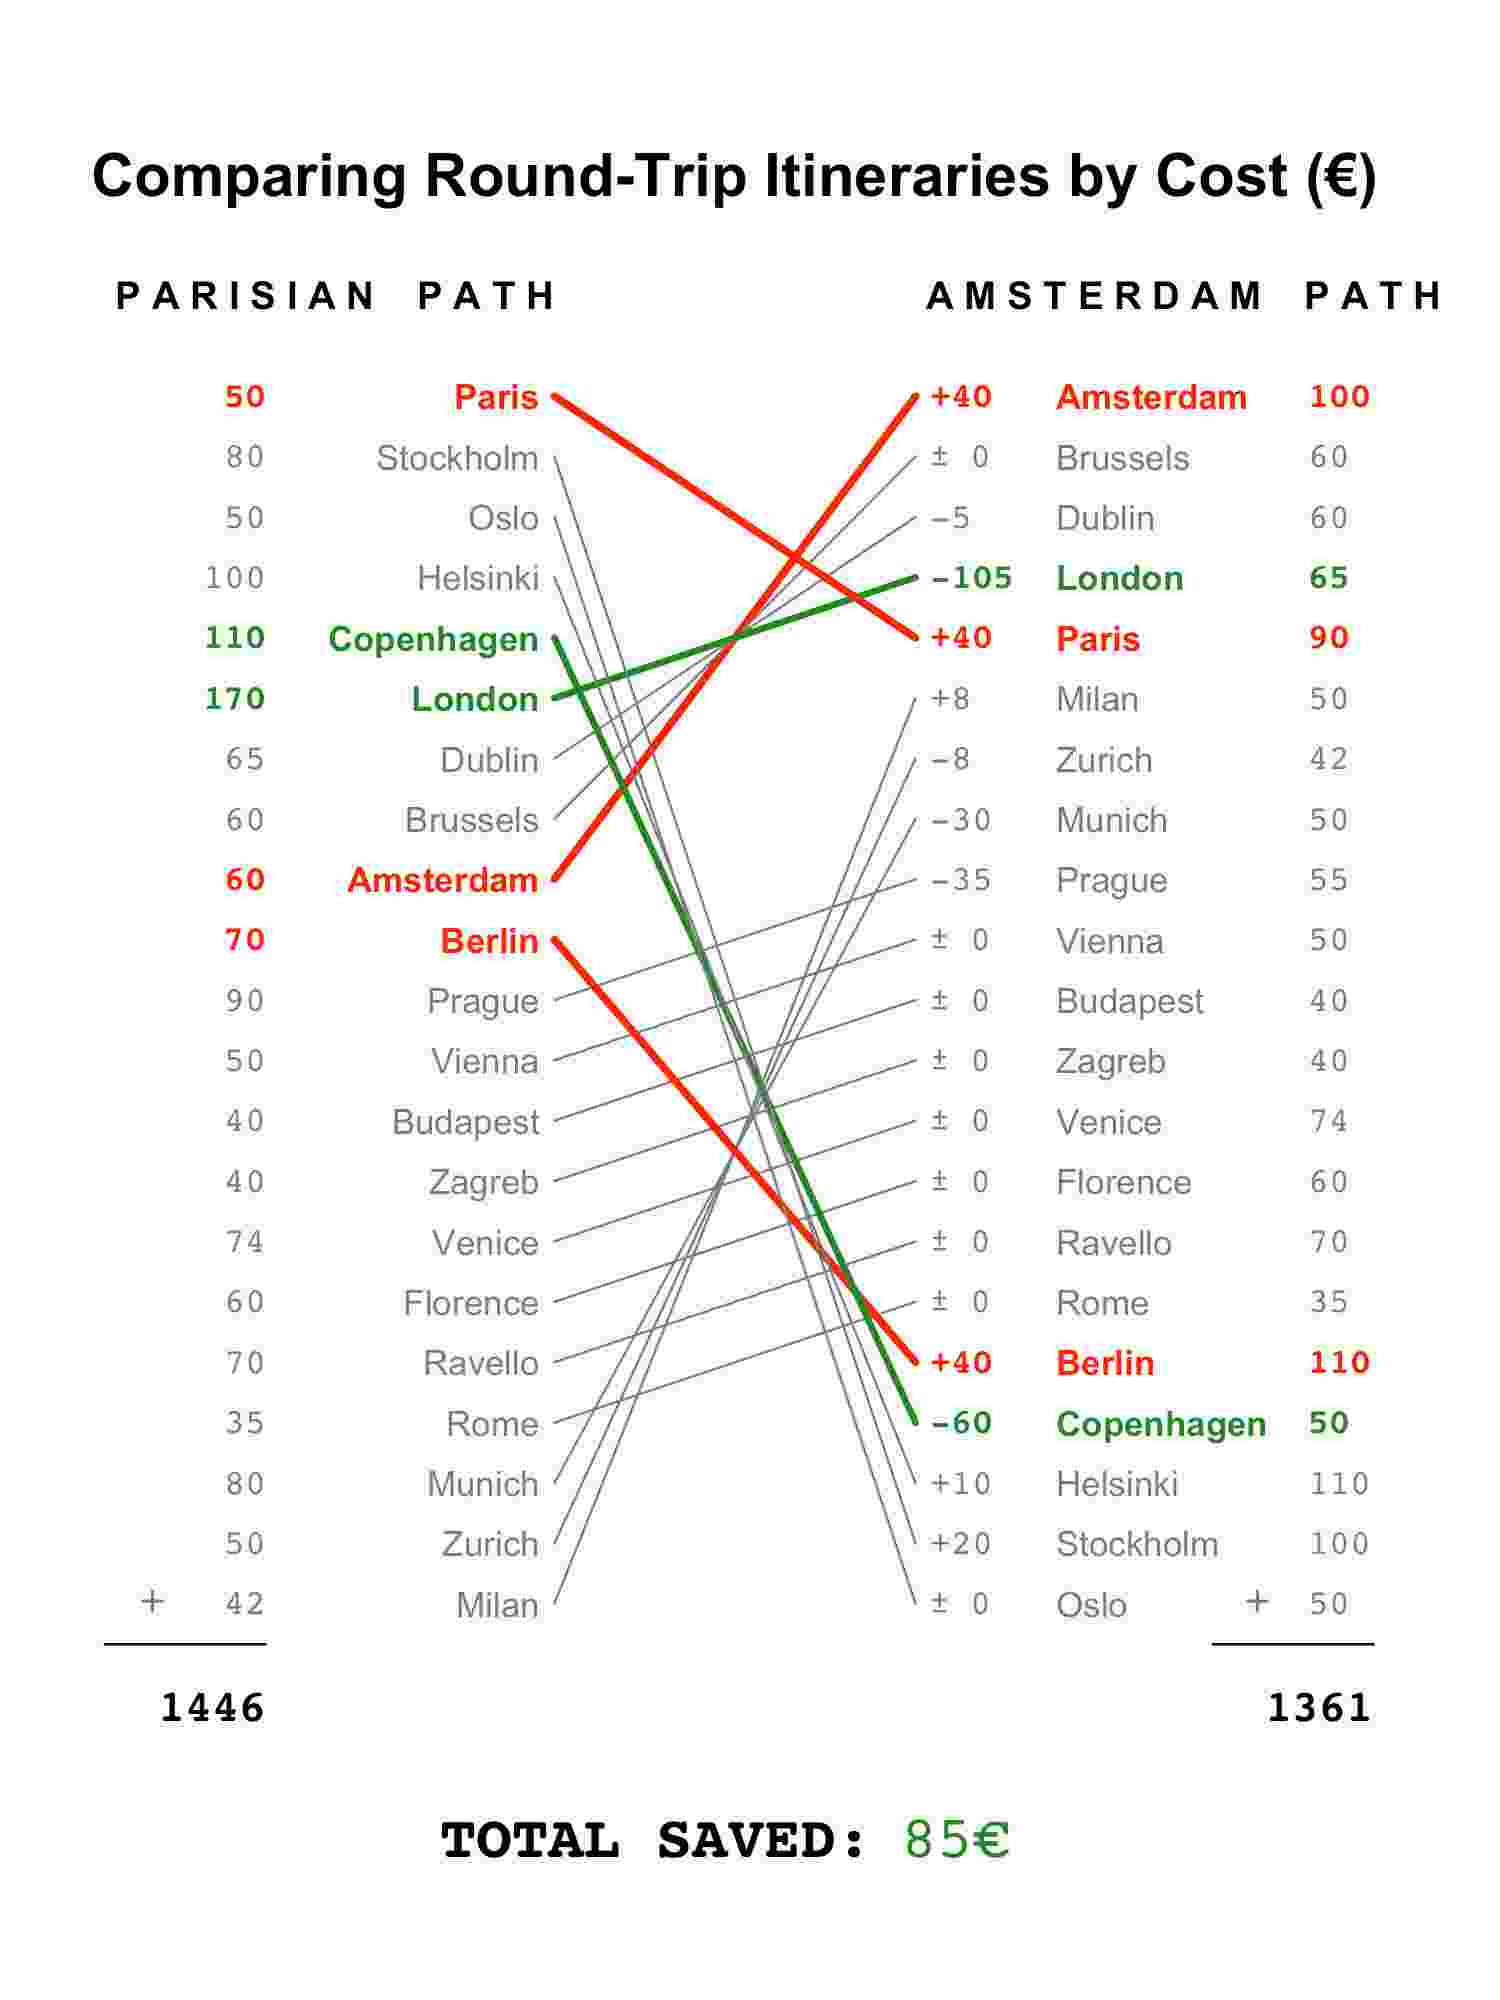 Comparing Round-Trip Itineraries by Cost (€)
PARISIAN PATH AMSTERDAM PATH
50 Paris +40 Amsterdam 100
80 Stockholm ± 0 Brussels 60
50 Oslo −5 Dublin 60
100 Helsinki −105 London 65
110 Copenhagen +40 Paris 90
170 London +8 Milan 50
65 Dublin −8 Zurich 42
60 Brussels −30 Munich 50
60 Amsterdam −35 Prague 55
70 Berlin ± 0 Vienna 50
90 Prague ± 0 Budapest 40
50 Vienna ± 0 Zagreb 40
40 Budapest ± 0 Venice 74
40 Zagreb ± 0 Florence 60
74 Venice ± 0 Ravello 70
60 Florence ± 0 Rome 35
70 Ravello +40 Berlin 110
35 Rome −60 Copenhagen 50
80 Munich +10 Helsinki 110
50 Zurich +20 Stockholm 100
+ 42 Milan ± 0 Oslo + 50
1446 1361
TOTAL SAVED: 85€